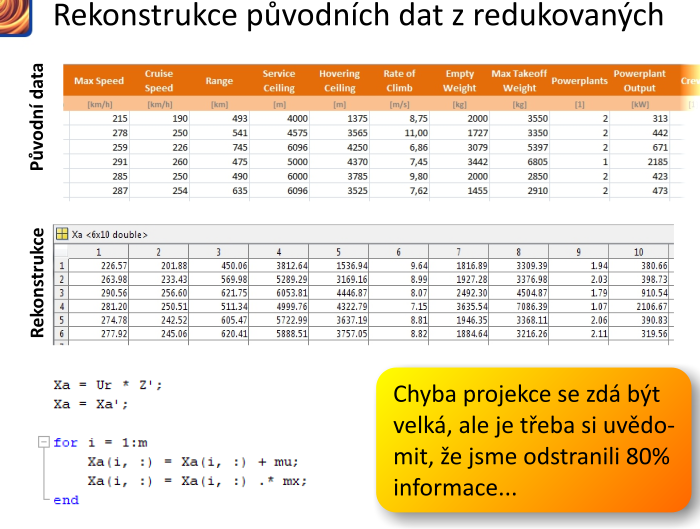 Rekonstrukce původních dat z redukovaných
Původní data
Max Speed Cruise Speed Range Service Ceiling Hovering Ceiling Rate of Climb Empty Weight Max Takeoff Weight Powerplants Powerplant Output
[km/h] [km/h] [km] [m] [m] [m/s] [kg] [kg] [1] [kW] [1
215 190 493 4000 1375 8,75 2000 3550 2 313
278 250 541 4575 3565 11,00 1727 3350 2 442
259 226 745 6096 4250 6,86 3079 5397 2 671
291 260 475 5000 4370 7,45 3442 6805 1 2185
285 250 490 6000 3785 9,80 2000 2850 2 423
287 254 635 6096 3525 7,62 1455 2910 2 473
Rekonstrukce
Xa <6x10 double>
1 2 3 4 5 6 7 8 9 10
1 226.57 201.88 450.06 3812.64 1536.94 9.64 1816.89 3309.39 1.94 380.66
2 263.98 233.43 569.98 5289.29 3169.16 8.99 1927.28 3376.98 2.03 398.73
3 290.56 256.60 621.75 6053.81 4446.87 8.07 2492.30 4504.87 1.79 910.54
4 281.20 250.51 511.34 4999.76 4322.79 7.15 3635.54 7086.39 1.07 2106.67
5 274.78 242.52 605.47 5722.99 3637.19 8.81 1946.35 3368.11 2.06 390.83
6 277.92 245.06 620.41 5888.51 3757.05 8.82 1884.64 3216.26 2.11 319.56
Xa = Ur * Z';
Xa = Xa';
for i = 1:m
Xa(i, :) = Xa(i, :) + mu;
Xa(i, :) = Xa(i, :) .* mx;
end
Chyba projekce se zdá být
velká, ale je třeba si uvědo-
mit, že jsme odstranili 80%
informace...